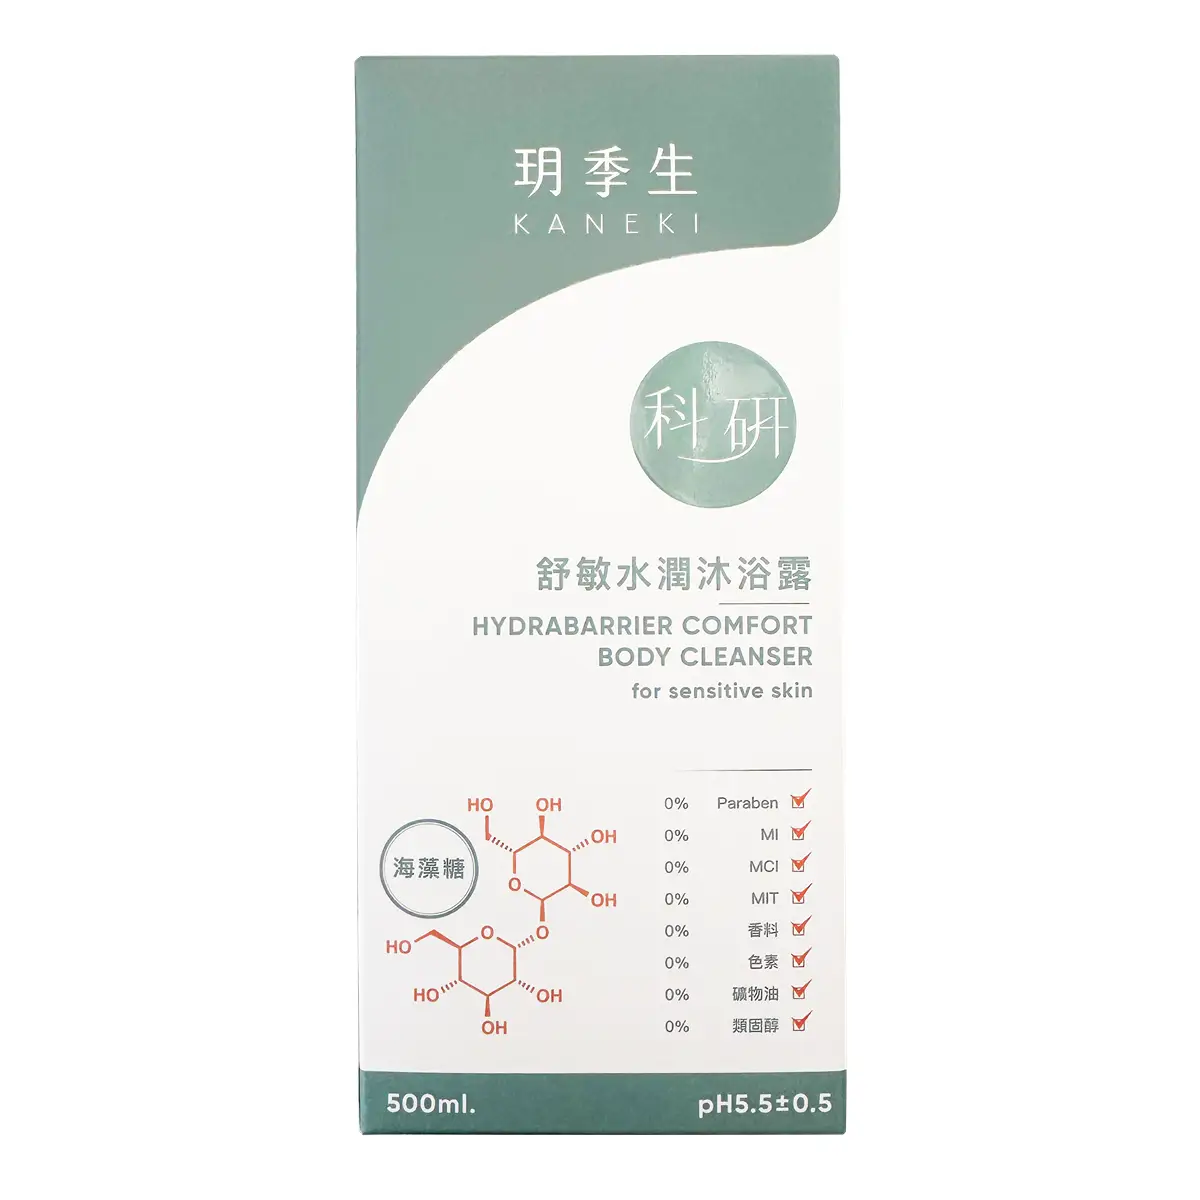 玥季生
KANEKI
科研
舒敏水潤沐浴露
HYDRABARRIER COMFORT
BODY CLEANSER
for sensitive skin
海藻糖
HO
OH
OH
O
OH
O
O
HO
HO
OH
OH
0% Paraben
0% MI
0% MCI
0% MIT
0% 香料
0% 色素
0% 礦物油
0% 類固醇
500ml.
pH5.5±0.5